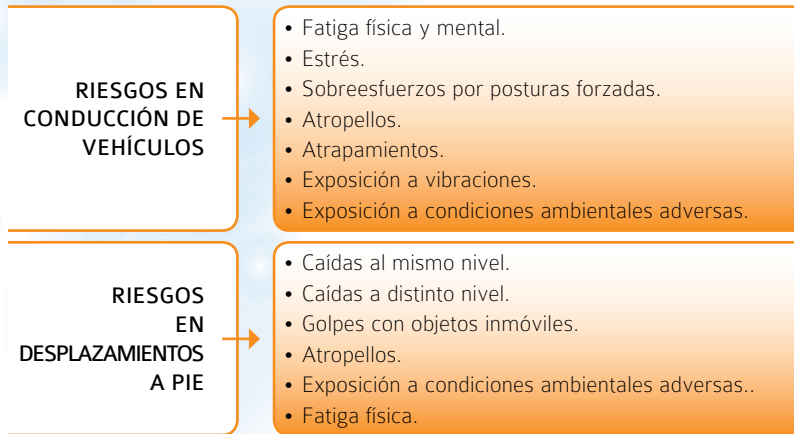 RIESGOS EN
CONDUCCIÓN DE
VEHÍCULOS
• Fatiga física y mental.
• Estrés.
• Sobreesfuerzos por posturas forzadas.
• Atropellos.
• Atrapamientos.
• Exposición a vibraciones.
• Exposición a condiciones ambientales adversas.
RIESGOS
EN
DESPLAZAMIENTOS
A PIE
• Caídas al mismo nivel.
• Caídas a distinto nivel.
• Golpes con objetos inmóviles.
• Atropellos.
• Exposición a condiciones ambientales adversas..
• Fatiga física.